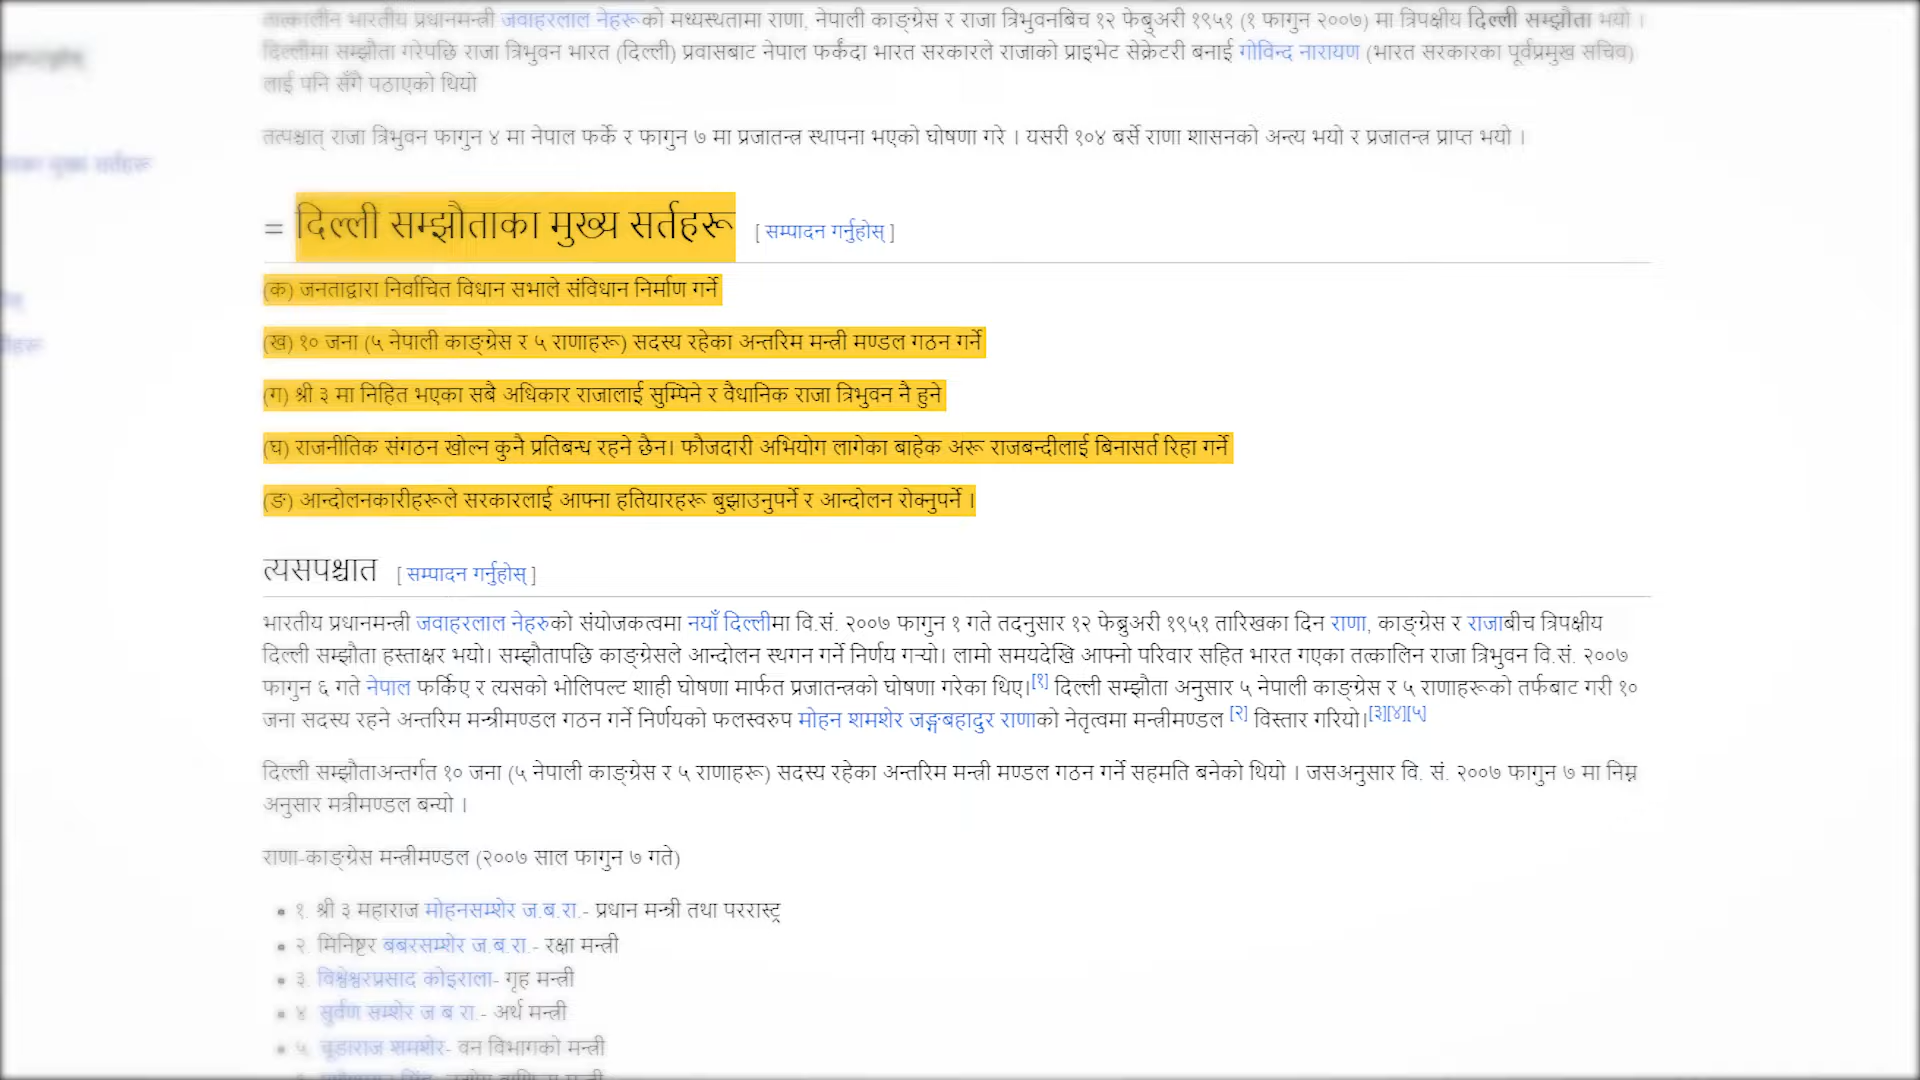 तात्कालीन भारतीय प्रधानमन्त्री जवाहरलाल नेहरूको मध्यस्थतामा राणा, नेपाली काङ्ग्रेस र राजा त्रिभुवनबिच १२ फेब्रुअरी १९५१ (१ फागुन २००७) मा त्रिपक्षीय दिल्ली सम्झौता भयो ।
दिल्लीमा सम्झौता गरेपछि राजा त्रिभुवन भारत (दिल्ली) प्रवासबाट नेपाल फर्कंदा भारत सरकारले राजाको प्राइभेट सेक्रेटरी बनाई गोविन्द नारायण (भारत सरकारका पूर्वप्रमुख सचिव)
लाई पनि सँगै पठाएको थियो
तत्पश्चात् राजा त्रिभुवन फागुन ४ मा नेपाल फर्के र फागुन ७ मा प्रजातन्त्र स्थापना भएको घोषणा गरे । यसरी १०४ बर्से राणा शासनको अन्त्य भयो र प्रजातन्त्र प्राप्त भयो ।
= दिल्ली सम्झौताका मुख्य सर्तहरू [ सम्पादन गर्नुहोस् ]
(क) जनताद्वारा निर्वाचित विधान सभाले संविधान निर्माण गर्ने
(ख) १० जना (५ नेपाली काङ्ग्रेस र ५ राणाहरू) सदस्य रहेका अन्तरिम मन्त्री मण्डल गठन गर्ने
(ग) श्री ३ मा निहित भएका सबै अधिकार राजालाई सुम्पिने र वैधानिक राजा त्रिभुवन नै हुने
(घ) राजनीतिक संगठन खोल्न कुनै प्रतिबन्ध रहने छैन। फौजदारी अभियोग लागेका बाहेक अरू राजबन्दीलाई बिनासर्त रिहा गर्ने
(ङ) आन्दोलनकारीहरूले सरकारलाई आफ्ना हतियारहरू बुझाउनुपर्ने र आन्दोलन रोक्नुपर्ने ।
त्यसपश्चात [ सम्पादन गर्नुहोस् ]
भारतीय प्रधानमन्त्री जवाहरलाल नेहरुको संयोजकत्वमा नयाँ दिल्लीमा वि.सं. २००७ फागुन १ गते तदनुसार १२ फेब्रुअरी १९५१ तारिखका दिन राणा, काङ्ग्रेस र राजाबीच त्रिपक्षीय
दिल्ली सम्झौता हस्ताक्षर भयो। सम्झौतापछि काङ्ग्रेसले आन्दोलन स्थगन गर्ने निर्णय गर्‍यो। लामो समयदेखि आफ्नो परिवार सहित भारत गएका तत्कालिन राजा त्रिभुवन वि.सं. २००७
फागुन ६ गते नेपाल फर्किए र त्यसको भोलिपल्ट शाही घोषणा मार्फत प्रजातन्त्रको घोषणा गरेका थिए।[१] दिल्ली सम्झौता अनुसार ५ नेपाली काङ्ग्रेस र ५ राणाहरूको तर्फबाट गरी १०
जना सदस्य रहने अन्तरिम मन्त्रीमण्डल गठन गर्ने निर्णयको फलस्वरुप मोहन शमशेर जङ्गबहादुर राणाको नेतृत्वमा मन्त्रीमण्डल [२] विस्तार गरियो।[३][४][५]
दिल्ली सम्झौताअन्तर्गत १० जना (५ नेपाली काङ्ग्रेस र ५ राणाहरू) सदस्य रहेका अन्तरिम मन्त्री मण्डल गठन गर्ने सहमति बनेको थियो । जसअनुसार वि. सं. २००७ फागुन ७ मा निम्न
अनुसार मत्रीमण्डल बन्यो ।
राणा-काङ्ग्रेस मन्त्रीमण्डल (२००७ साल फागुन ७ गते)
• १. श्री ३ महाराज मोहनसम्शेर ज.ब.रा.- प्रधान मन्त्री तथा पररास्ट्र
• २. मिनिष्टर बबरसम्शेर ज.ब.रा.- रक्षा मन्त्री
• ३. विश्वेश्वरप्रसाद कोइराला- गृह मन्त्री
• ४. सुर्वण सम्शेर ज ब रा.- अर्थ मन्त्री
• ५. चूडाराज शमशेर- वन विभागको मन्त्री